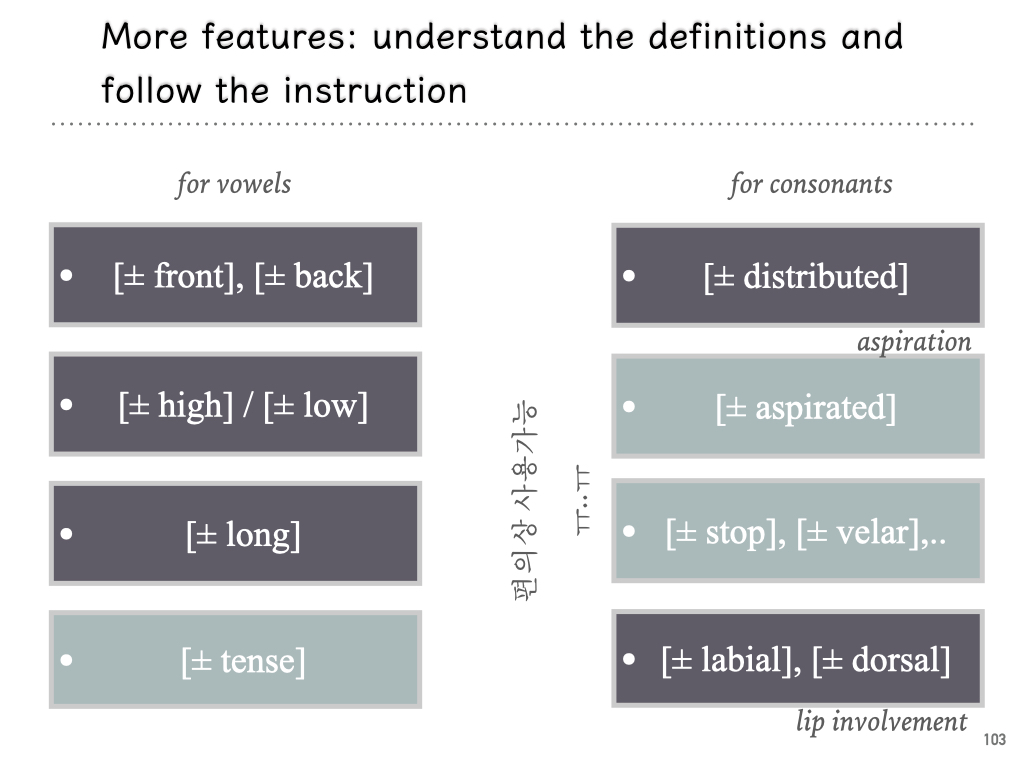 More features: understand the definitions and
follow the instruction
for vowels
• [± front], [± back]
• [± high] / [± low]
• [± long]
• [± tense]
편의상 사용가능
ㅠ..ㅠ
for consonants
• [± distributed]
aspiration
• [± aspirated]
• [± stop], [± velar],..
• [± labial], [± dorsal]
lip involvement
103